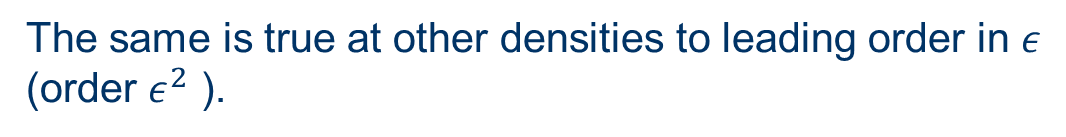 The same is true at other densities to leading order in ϵ
(order ϵ² ).